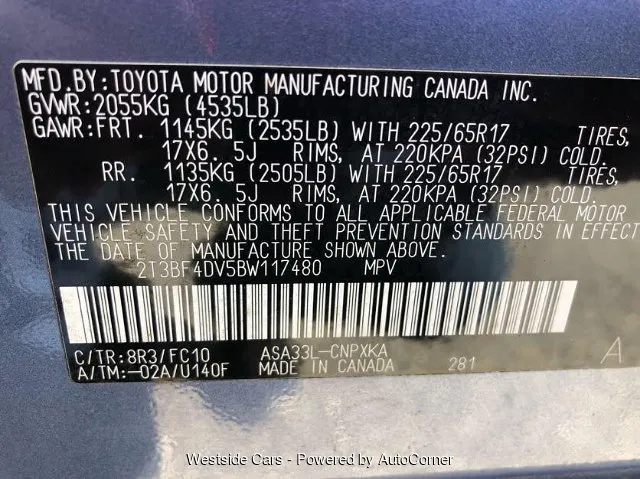 MFD.BY:TOYOTA MOTOR MANUFACTURING CANADA INC.
GVWR:2055KG (4535LB)
GAWR:FRT. 1145KG (2535LB) WITH 225/65R17 TIRES,
17X6. 5J RIMS, AT 220KPA (32PSI) COLD.
RR. 1135KG (2505LB) WITH 225/65R17 TIRES,
17X6. 5J RIMS, AT 220KPA (32PSI) COLD.
THIS VEHICLE CONFORMS TO ALL APPLICABLE FEDERAL MOTOR
VEHICLE SAFETY AND THEFT PREVENTION STANDARDS IN EFFECT
THE DATE OF MANUFACTURE SHOWN ABOVE.
2T3BF4DV5BW117480 MPV
C/TR:8R3/FC10 ASA33L-CNPXKA A
A/TM:-02A/U140F MADE IN CANADA 281
Westside Cars - Powered by AutoCorner